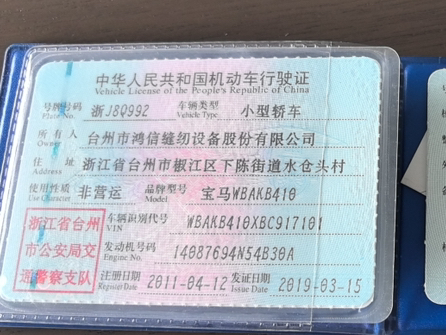 中华人民共和国机动车行驶证
Vehicle License of the People's Republic of China
号牌号码 浙J8Q992 车辆类型 小型轿车
Plate No. Vehicle Type
所有人 台州市鸿信缝纫设备股份有限公司
Owner
住址 浙江省台州市椒江区下陈街道水仓头村
Address
使用性质 非营运 品牌型号 宝马WBAKB410
Use Character Model
浙江省台州 车辆识别代号 WBAKB410XBC917101
VIN
市公安局交 发动机号码 14087694N54B30A
Engine No.
通警察支队 注册日期 2011-04-12 发证日期 2019-03-15
Register Date Issue Date